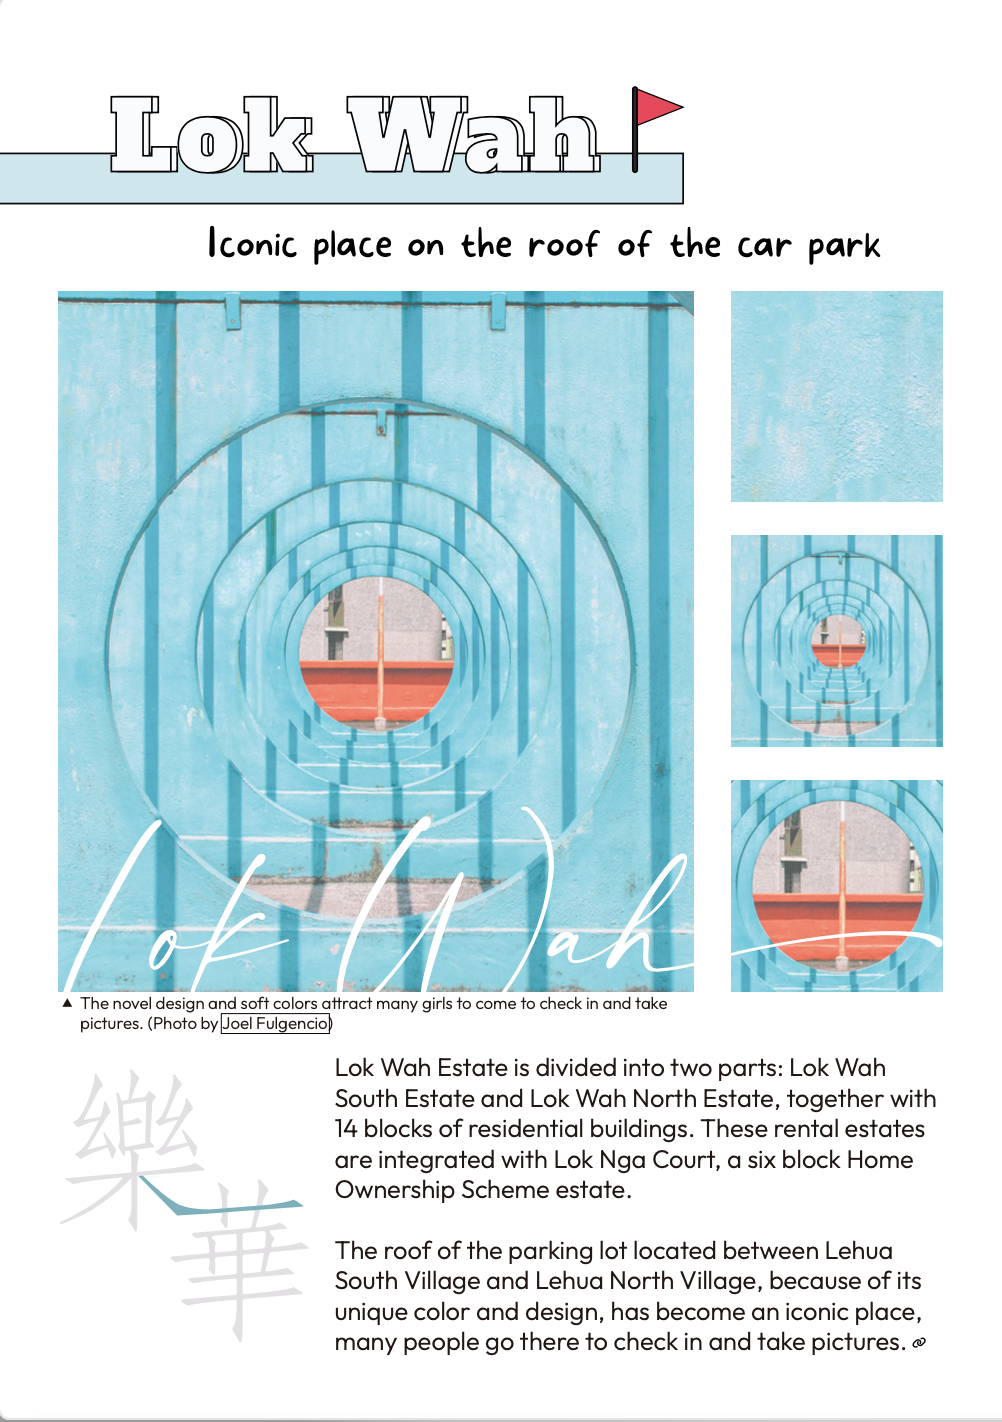 Lok Wah
Iconic place on the roof of the car park
Lok Wah
▲ The novel design and soft colors attract many girls to come to check in and take
pictures. (Photo by Joel Fulgencio)
Lok Wah Estate is divided into two parts: Lok Wah
South Estate and Lok Wah North Estate, together with
14 blocks of residential buildings. These rental estates
are integrated with Lok Nga Court, a six block Home
Ownership Scheme estate.
The roof of the parking lot located between Lehua
South Village and Lehua North Village, because of its
unique color and design, has become an iconic place,
many people go there to check in and take pictures.
樂
華